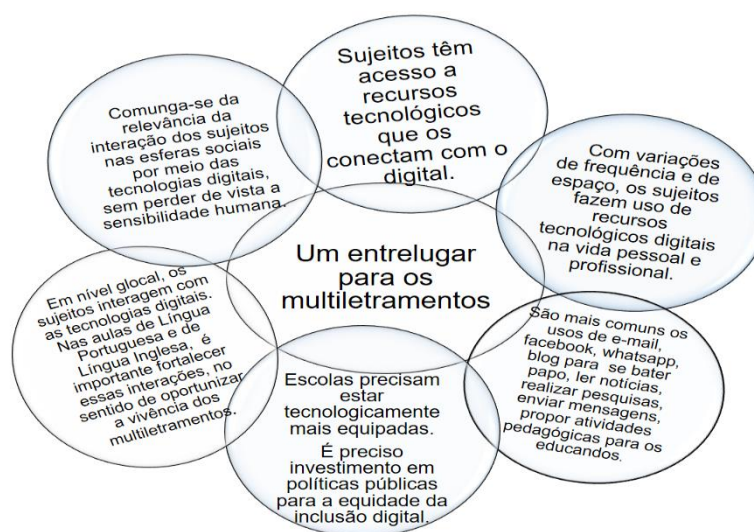 Sujeitos têm
acesso a
recursos
tecnológicos
que os
conectam com o
digital.
Comunga-se da
relevância da
interação dos sujeitos
nas esferas sociais
por meio das
tecnologias digitais,
sem perder de vista a
sensibilidade humana.
Com variações
de frequência e de
espaço, os sujeitos
fazem uso de
recursos
tecnológicos digitais
na vida pessoal e
profissional.
Um entrelugar
para os
multiletramentos
Em nível glocal, os
sujeitos interagem com
as tecnologias digitais.
Nas aulas de Língua
Portuguesa e de
Língua Inglesa, é
importante fortalecer
essas interações, no
sentido de oportunizar
a vivência dos
multiletramentos.
São mais comuns os
usos de e-mail,
facebook, whatsapp,
blog para se bater
papo, ler notícias,
realizar pesquisas,
enviar mensagens,
propor atividades
pedagógicas para os
educandos.
Escolas precisam
estar
tecnologicamente
mais equipadas.
É preciso
investimento em
políticas públicas
para a equidade da
inclusão digital.